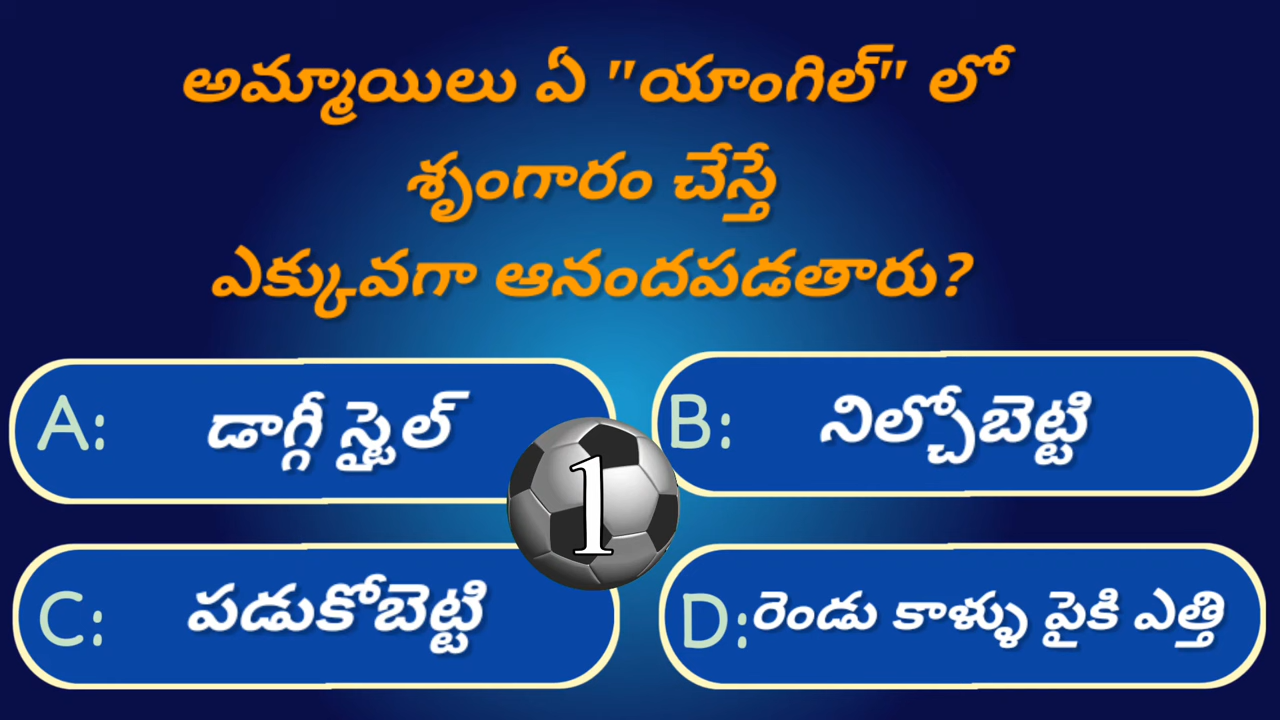 అమ్మాయిలు ఏ "యాంగిల్" లో
శృంగారం చేస్తే
ఎక్కువగా ఆనందపడతారు?
A: డాగ్గీ స్టైల్
B: నిల్చోబెట్టి
1
C: పడుకోబెట్టి
D: రెండు కాళ్ళు పైకి ఎత్తి